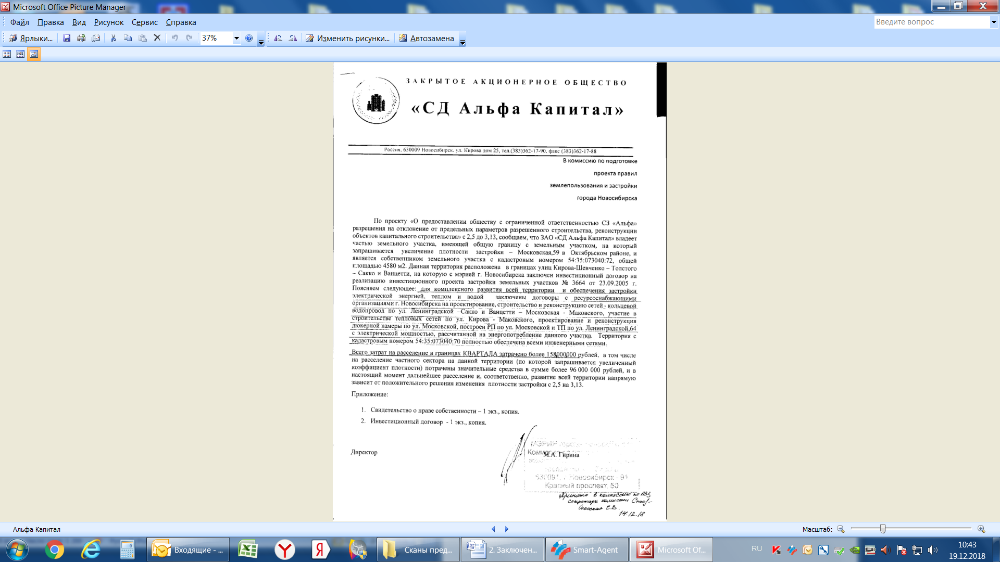 Microsoft Office Picture Manager
Файл Правка Вид Рисунок Сервис Справка
Введите вопрос
Ярлыки... 37% Изменить рисунки... Автозамена
ЗАКРЫТОЕ АКЦИОНЕРНОЕ ОБЩЕСТВО
«СД Альфа Капитал»
Россия, 630009 Новосибирск, ул. Кирова дом 25, тел.(383)362-17-90, факс (383)362-17-88
В комиссию по подготовке
проекта правил
землепользования и застройки
города Новосибирска
По проекту «О предоставлении обществу с ограниченной ответственностью СЗ «Альфа»
разрешения на отклонение от предельных параметров разрешенного строительства, реконструкции
объектов капитального строительства» с 2,5 до 3,13, сообщаем, что ЗАО «СД Альфа Капитал» владеет
частью земельного участка, имеющей общую границу с земельным участком, на который
запрашивается увеличение плотности застройки – Московская,59 в Октябрьском районе, и
является собственником земельного участка с кадастровым номером 54:35:073040:72, общей
площадью 4580 м2. Данная территория расположена в границах улиц Кирова-Шевченко – Толстого
– Сакко и Ванцетти, на которую с мэрией г. Новосибирска заключен инвестиционный договор на
реализацию инвестиционного проекта застройки земельных участков № 3664 от 23.09.2005 г.
Поясняем следующее: для комплексного развития всей территории и обеспечения застройки
электрической энергией, теплом и водой заключены договоры с ресурсоснабжающими
организациями г. Новосибирска на проектирование, строительство и реконструкцию сетей - кольцевой
водопровод по ул. Ленинградской –Сакко и Ванцетти – Московская - Маковского, участие в
строительстве тепловых сетей по ул. Кирова - Маковского, проектирование и реконструкция
дюкерной камеры по ул. Московской, построен РП по ул. Московской и ТП по ул. Ленинградской,64
с электрической мощностью, рассчитанной на энергопотребление данного участка. Территория с
кадастровым номером 54:35:073040:70 полностью обеспечена всеми инженерными сетями.
Всего затрат на расселение в границах КВАРТАЛА затрачено более 158000000 рублей, в том числе
на расселение частного сектора на данной территории (по которой запрашивается увеличенный
коэффициент плотности) потрачены значительные средства в сумме более 96 000 000 рублей, и в
настоящий момент дальнейшее расселение и, соответственно, развитие всей территории напрямую
зависит от положительного решения изменения плотности застройки с 2,5 на 3,13.
Приложение:
1. Свидетельство о праве собственности – 1 экз., копия.
2. Инвестиционный договор - 1 экз., копия.
МЭРИЯ
Директор М.А. Гирина
630091, г. Новосибирск - 91
Красный проспект, 50
Принято в комиссию по ПЗЗ
секретарь комиссии
Спасская Е.В.
14.12.18
Альфа Капитал
Масштаб:
Входящие - ... Сканы пред... 2. Заключен... Smart-Agent Microsoft Of... RU 10:43
19.12.2018